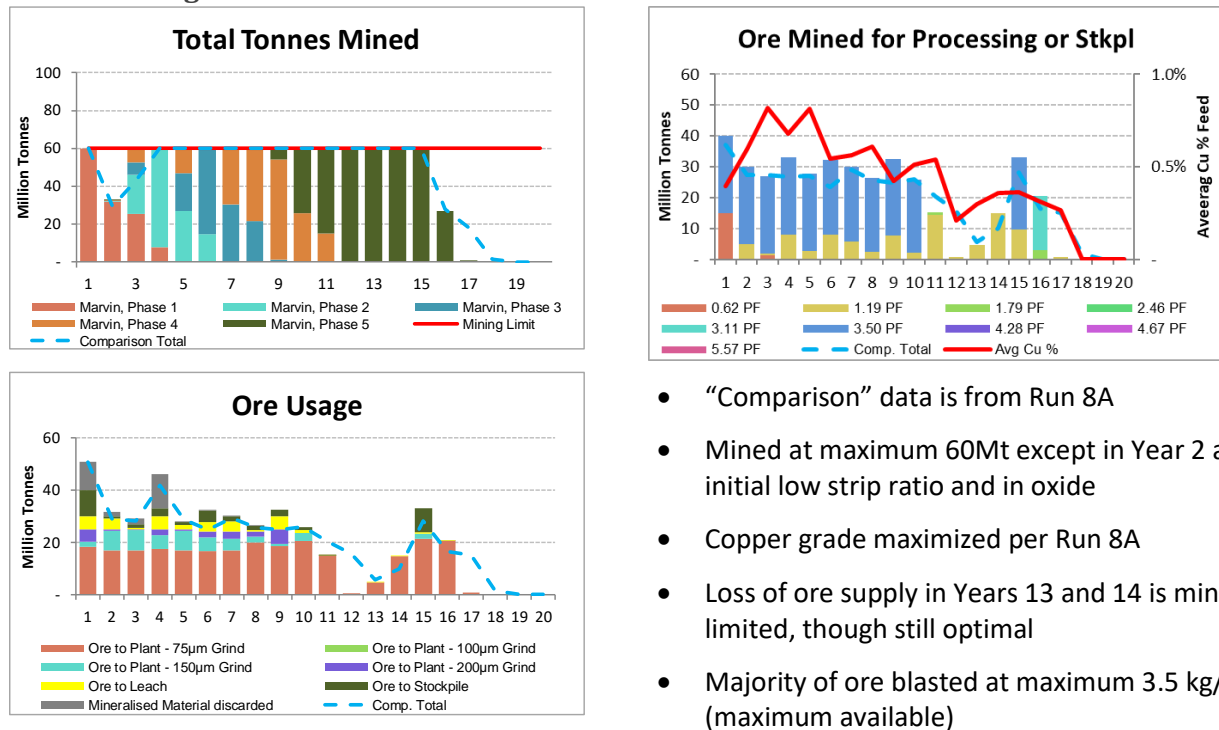 Total Tonnes Mined
Million Tonnes
100
80
60
40
20
-
1 3 5 7 9 11 13 15 17 19
Marvin, Phase 1 Marvin, Phase 2 Marvin, Phase 3
Marvin, Phase 4 Marvin, Phase 5 Mining Limit
Comparison Total
Ore Mined for Processing or Stkpl
Million Tonnes
60
50
40
30
20
10
-
1.0%
0.5%
-
Aveerag Cu % Feed
1 2 3 4 5 6 7 8 9 10 11 12 13 14 15 16 17 18 19 20
0.62 PF 1.19 PF 1.79 PF 2.46 PF
3.11 PF 3.50 PF 4.28 PF 4.67 PF
5.57 PF Comp. Total Avg Cu %
Ore Usage
Million Tonnes
60
40
20
-
1 2 3 4 5 6 7 8 9 10 11 12 13 14 15 16 17 18 19 20
Ore to Plant - 75µm Grind Ore to Plant - 100µm Grind
Ore to Plant - 150µm Grind Ore to Plant - 200µm Grind
Ore to Leach Ore to Stockpile
Mineralised Material discarded Comp. Total
• “Comparison” data is from Run 8A
• Mined at maximum 60Mt except in Year 2 a
initial low strip ratio and in oxide
• Copper grade maximized per Run 8A
• Loss of ore supply in Years 13 and 14 is min
limited, though still optimal
• Majority of ore blasted at maximum 3.5 kg/
(maximum available)